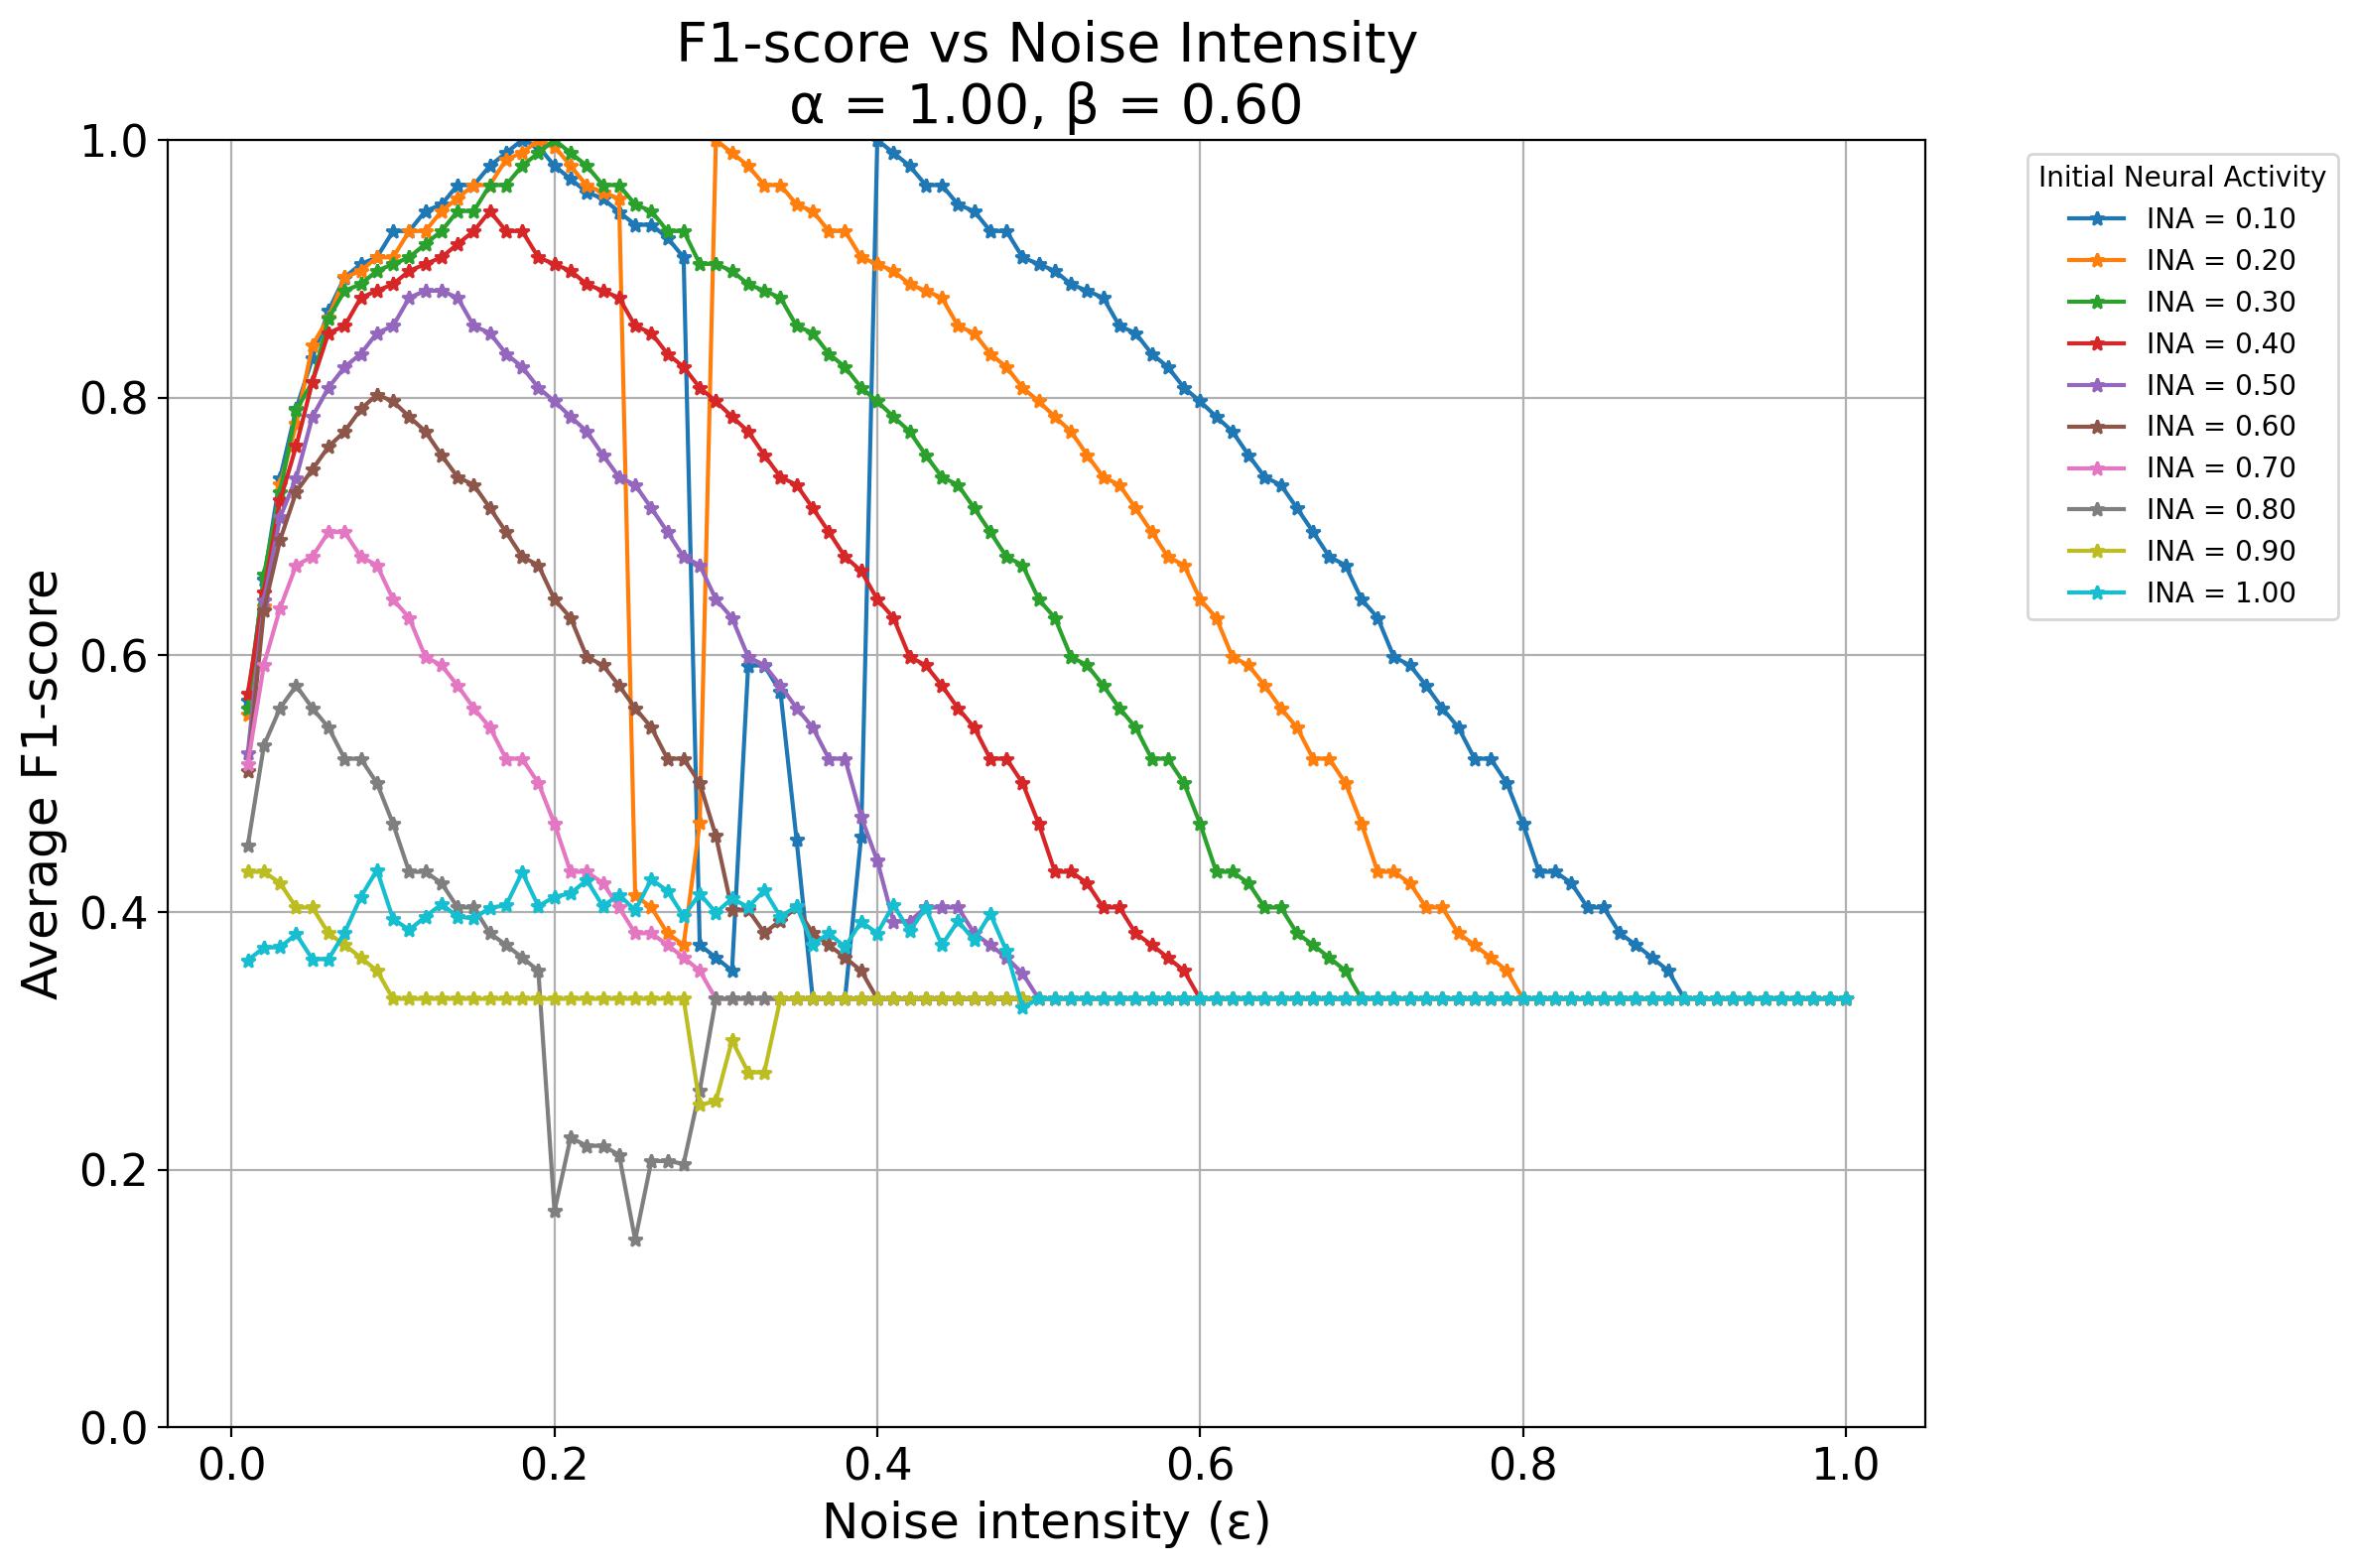 F1-score vs Noise Intensity
α = 1.00, β = 0.60
Average F1-score
1.0
0.8
0.6
0.4
0.2
0.0
0.0 0.2 0.4 0.6 0.8 1.0
Noise intensity (ε)
Initial Neural Activity
INA = 0.10
INA = 0.20
INA = 0.30
INA = 0.40
INA = 0.50
INA = 0.60
INA = 0.70
INA = 0.80
INA = 0.90
INA = 1.00